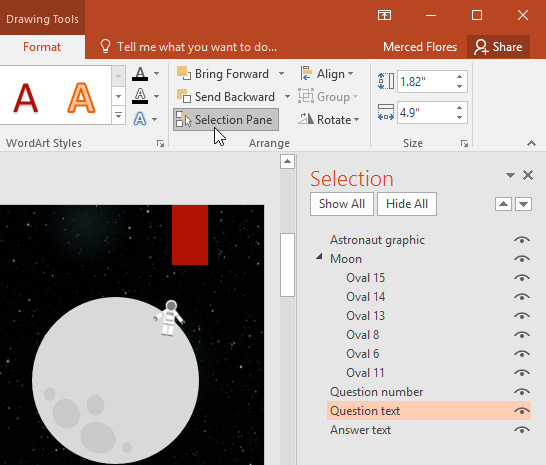 Drawing Tools
Format
Tell me what you want to do...
Merced Flores
Share
A A
A
A
A
WordArt Styles
Bring Forward
Send Backward
Selection Pane
Align
Group
Rotate
Arrange
1.82"
4.9"
Size
Selection
Show All
Hide All
Astronaut graphic
Moon
Oval 15
Oval 14
Oval 13
Oval 8
Oval 6
Oval 11
Question number
Question text
Answer text